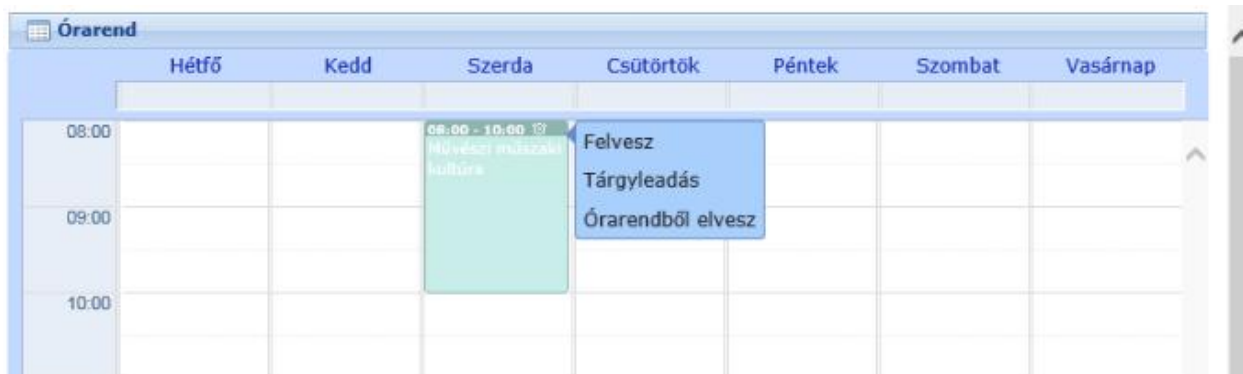 Órarend
Hétfő Kedd Szerda Csütörtök Péntek Szombat Vasárnap
08:00
08:00 - 10:00
Művészi műszaki
kultúra
Felvesz
Tárgyleadás
Órarendből elvesz
09:00
10:00